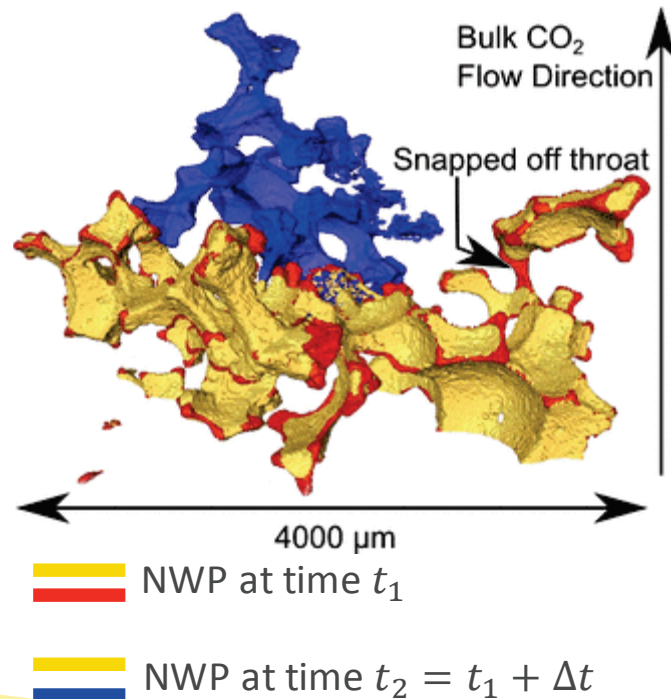 Bulk CO₂
Flow Direction
Snapped off throat
4000 μm
NWP at time t₁
NWP at time t₂ = t₁ + Δt